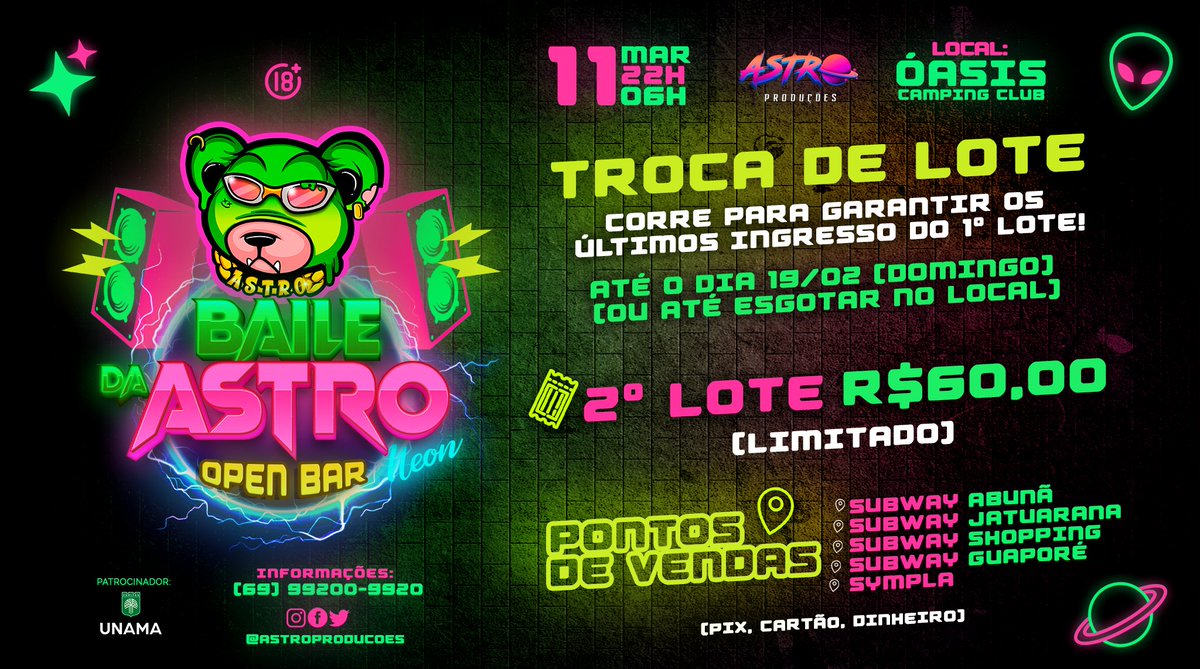 18+
A.S.T.R.O
BAILE
DA ASTRO
OPEN BAR Neon
PATROCINADOR:
UNAMA
INFORMAÇÕES:
(69) 99200-9920
@ASTROPRODUCOES
11 MAR
22H
06H
ASTRO
PRODUÇÕES
LOCAL:
ÓASIS
CAMPING CLUB
TROCA DE LOTE
CORRE PARA GARANTIR OS
ÚLTIMOS INGRESSO DO 1º LOTE!
ATÉ O DIA 19/02 (DOMINGO)
(OU ATÉ ESGOTAR NO LOCAL)
2º LOTE R$60,00
(LIMITADO)
PONTOS
DE VENDAS
SUBWAY ABUNÃ
SUBWAY JATUARANA
SUBWAY SHOPPING
SUBWAY GUAPORÉ
SYMPLA
(PIX, CARTÃO, DINHEIRO)